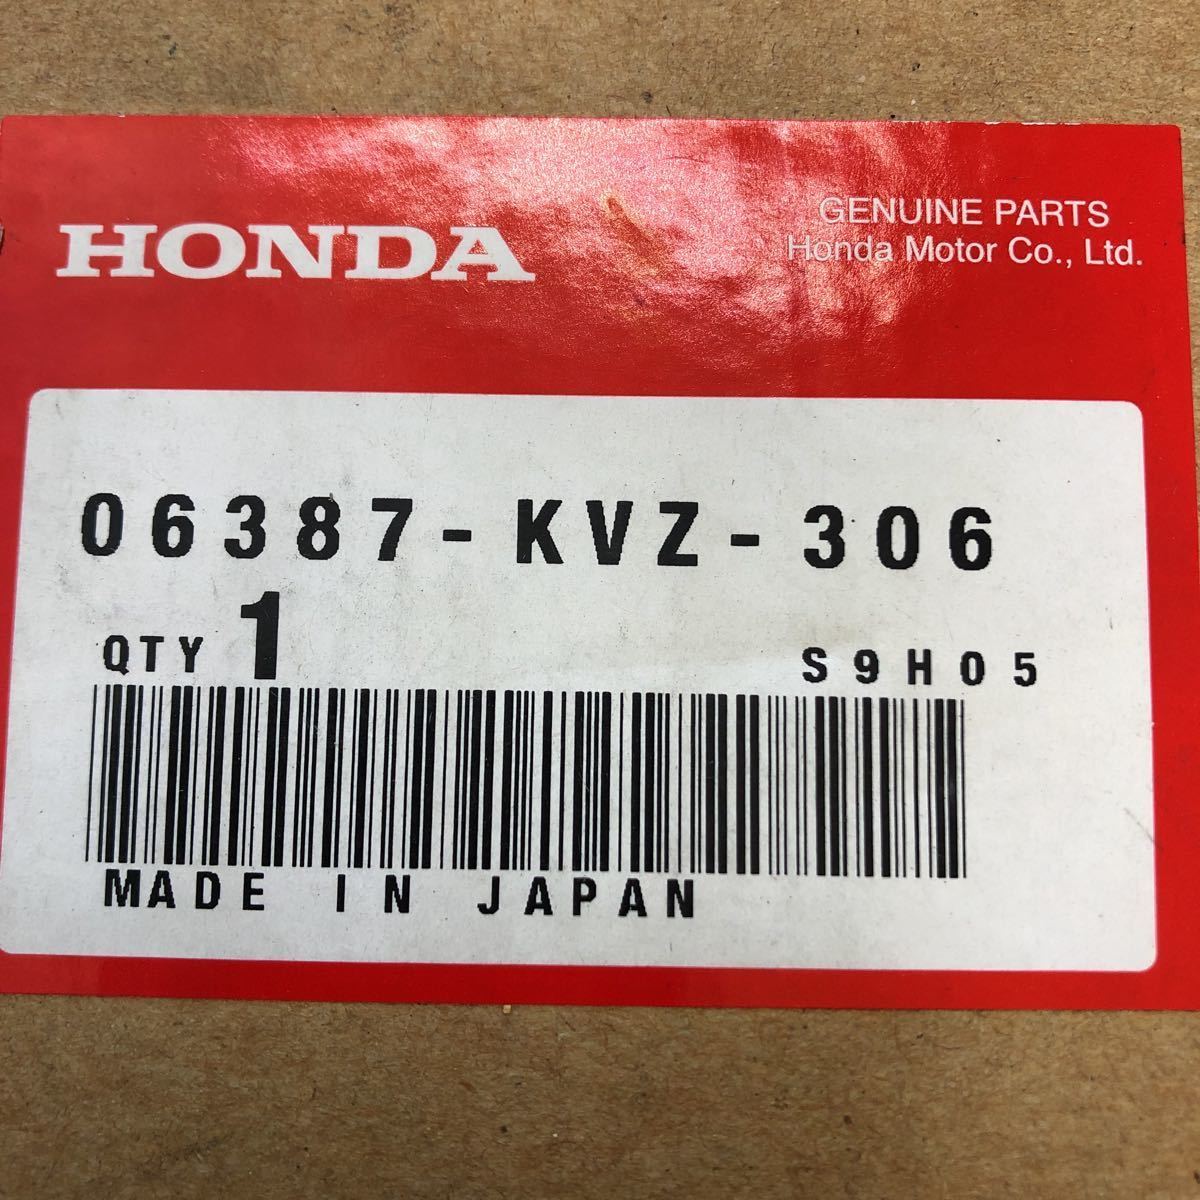 HONDA
GENUINE PARTS
Honda Motor Co., Ltd.
06387-KVZ-306
QTY 1
S9H05
MADE IN JAPAN